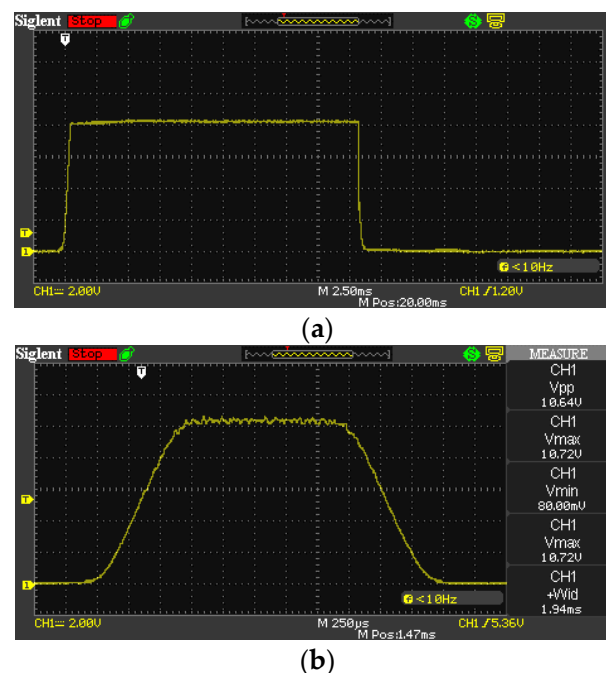 Siglent Stop
T
T
1
f <10Hz
CH1 2.00V M 2.50ms CH1 /1.20V
M Pos:20.00ms
(a)
Siglent Stop MEASURE
T
CH1
Vpp
10.64V
CH1
Vmax
10.72V
CH1
Vmin
T
80.00mV
CH1
Vmax
10.72V
CH1
1
+Wid
f <10Hz
1.94ms
CH1 2.00V M 250µs CH1 /5.36V
M Pos:1.47ms
(b)